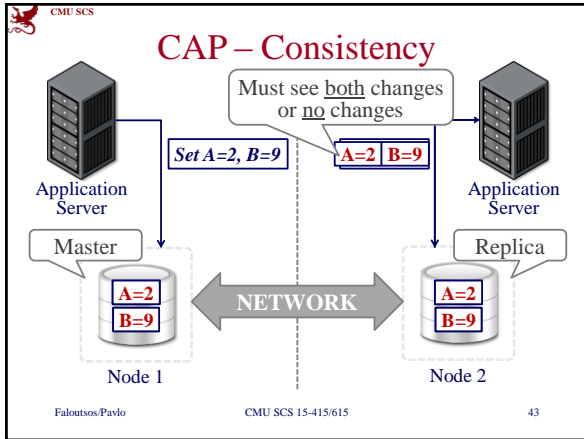 CMU SCS
CAP – Consistency
Must see both changes
or no changes
Set A=2, B=9
A=2 B=9
Application
Server
Application
Server
Master
Replica
A=2
B=9
NETWORK
A=2
B=9
Node 1
Node 2
Faloutsos/Pavlo
CMU SCS 15-415/615
43